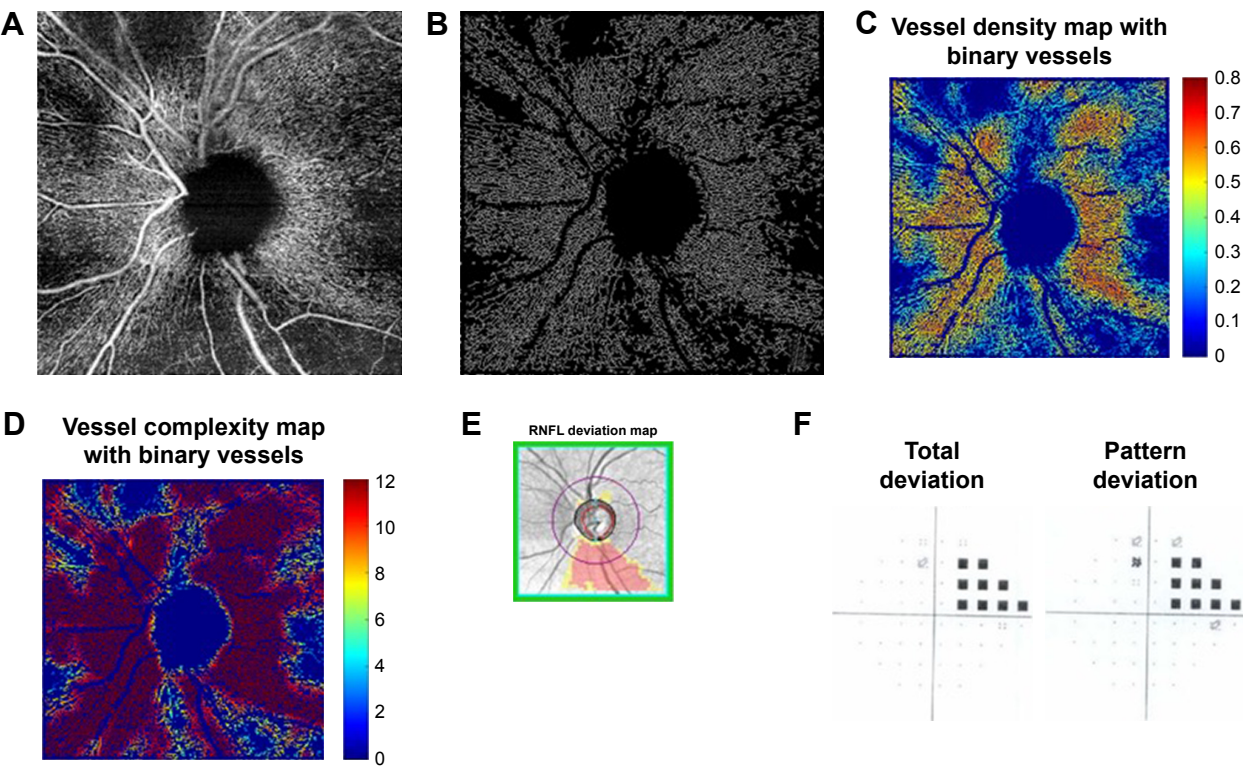 A
B
C
Vessel density map with
binary vessels
0.8
0.7
0.6
0.5
0.4
0.3
0.2
0.1
0
D
Vessel complexity map
with binary vessels
12
10
8
6
4
2
0
E
RNFL deviation map
F
Total
deviation
Pattern
deviation